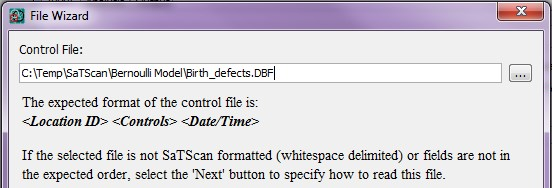 File Wizard
Control File:
C:\Temp\SaTScan\Bernoulli Model\Birth_defects.DBF
...
The expected format of the control file is:
<Location ID> <Controls> <Date/Time>
If the selected file is not SaTScan formatted (whitespace delimited) or fields are not in
the expected order, select the 'Next' button to specify how to read this file.